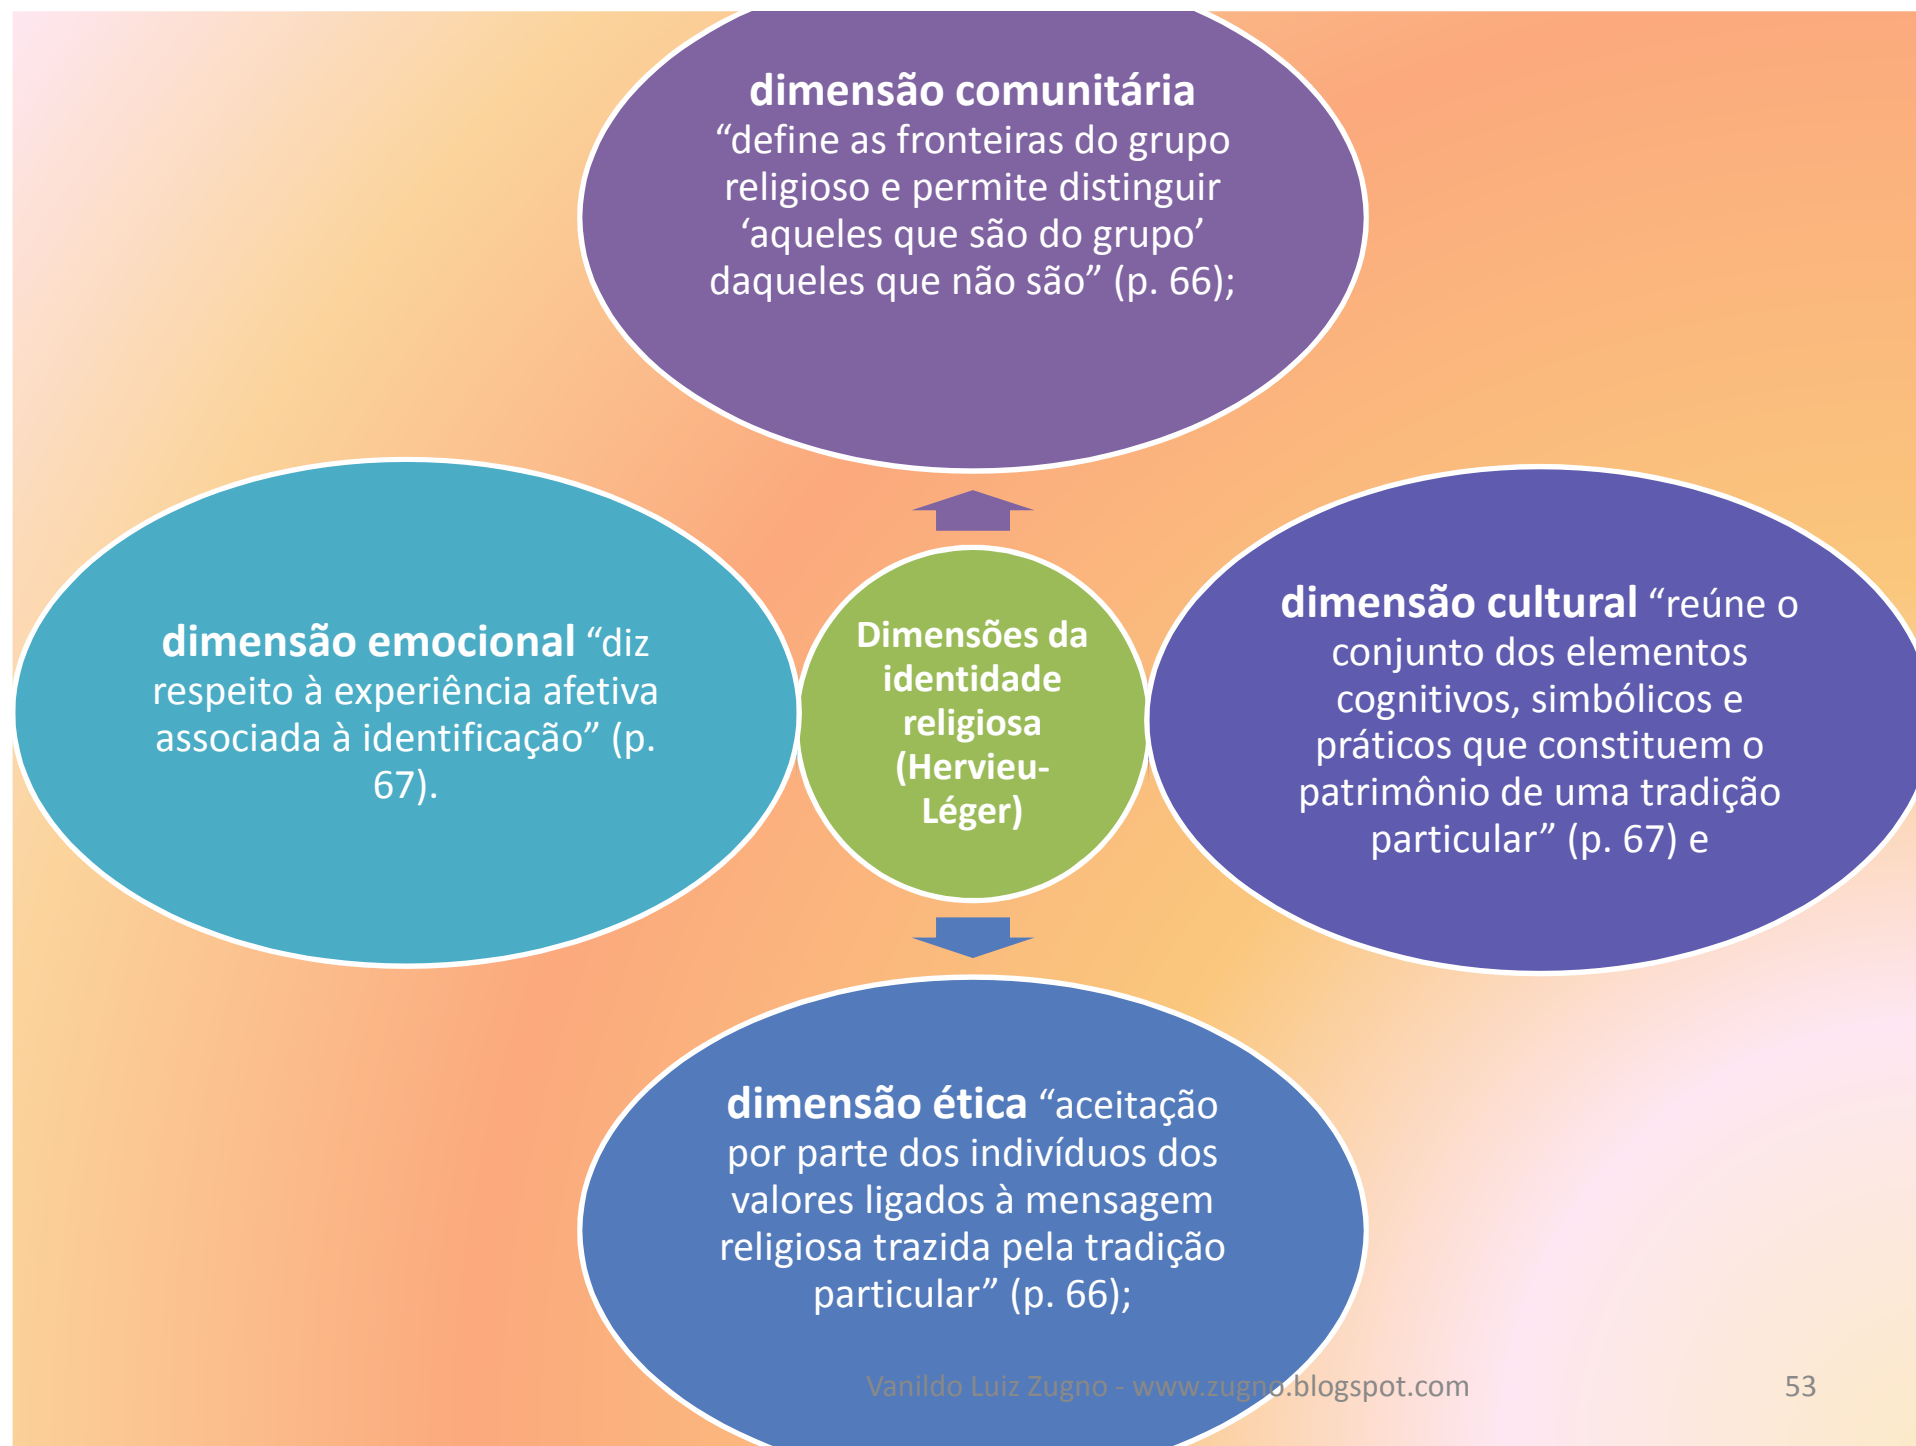 dimensão comunitária
“define as fronteiras do grupo
religioso e permite distinguir
‘aqueles que são do grupo’
daqueles que não são” (p. 66);
dimensão emocional “diz
respeito à experiência afetiva
associada à identificação” (p.
67).
Dimensões da
identidade
religiosa
(Hervieu-
Léger)
dimensão cultural “reúne o
conjunto dos elementos
cognitivos, simbólicos e
práticos que constituem o
patrimônio de uma tradição
particular” (p. 67) e
dimensão ética “aceitação
por parte dos indivíduos dos
valores ligados à mensagem
religiosa trazida pela tradição
particular” (p. 66);
Vanildo Luiz Zugno - www.zugno.blogspot.com
53